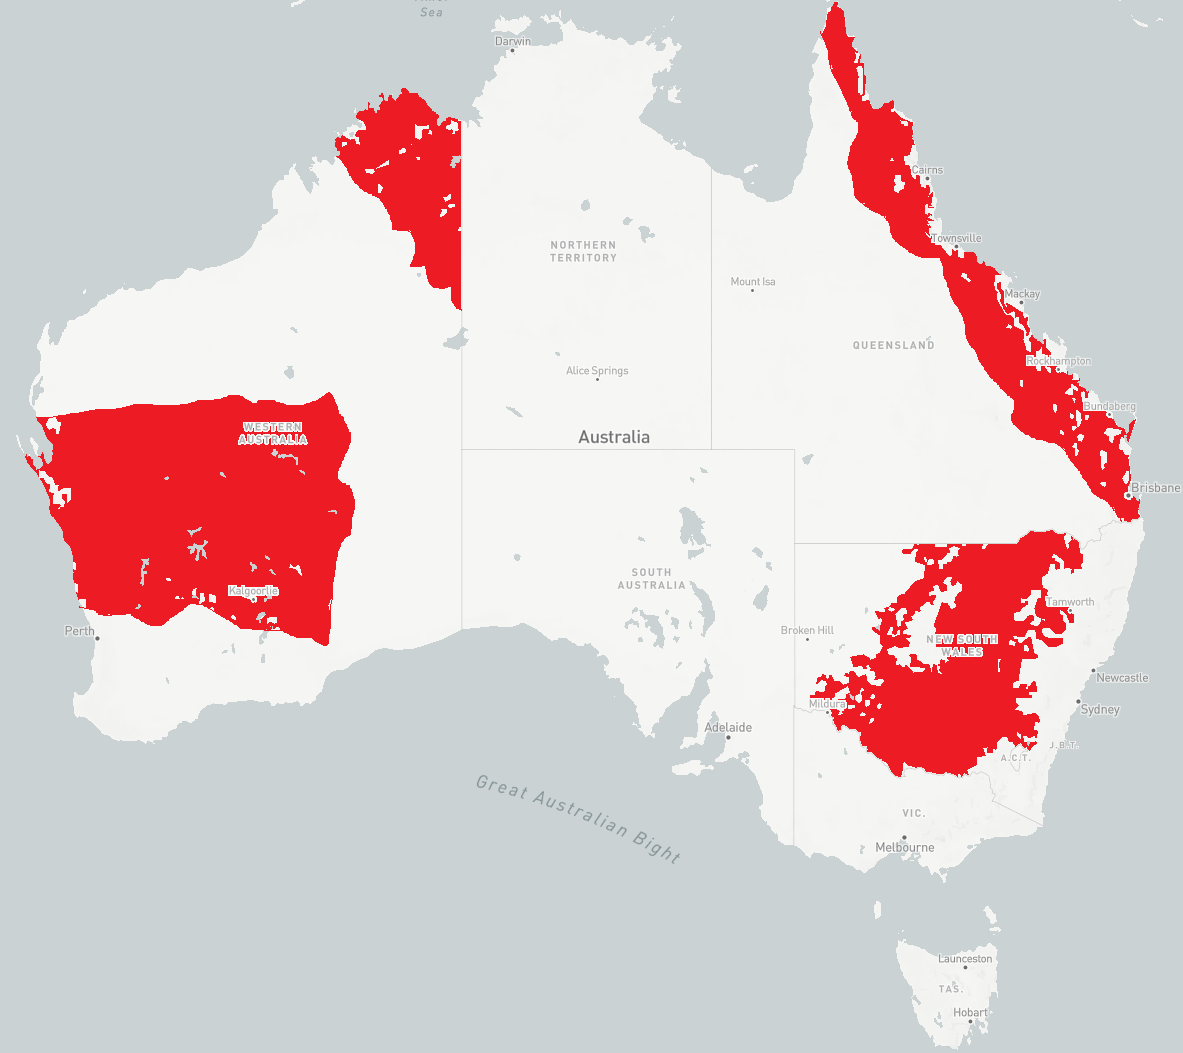 Sea
Darwin
Cairns
Townsville
NORTHERN
TERRITORY
Mount Isa
Mackay
QUEENSLAND
Rockhampton
Alice Springs
Bundaberg
WESTERN
AUSTRALIA
Australia
Brisbane
SOUTH
AUSTRALIA
Kalgoorlie
Tamworth
Perth
Broken Hill
NEW SOUTH
WALES
Newcastle
Mildura
Sydney
Adelaide
J.B.T.
A.C.T.
Great Australian Bight
VIC.
Melbourne
Launceston
TAS.
Hobart